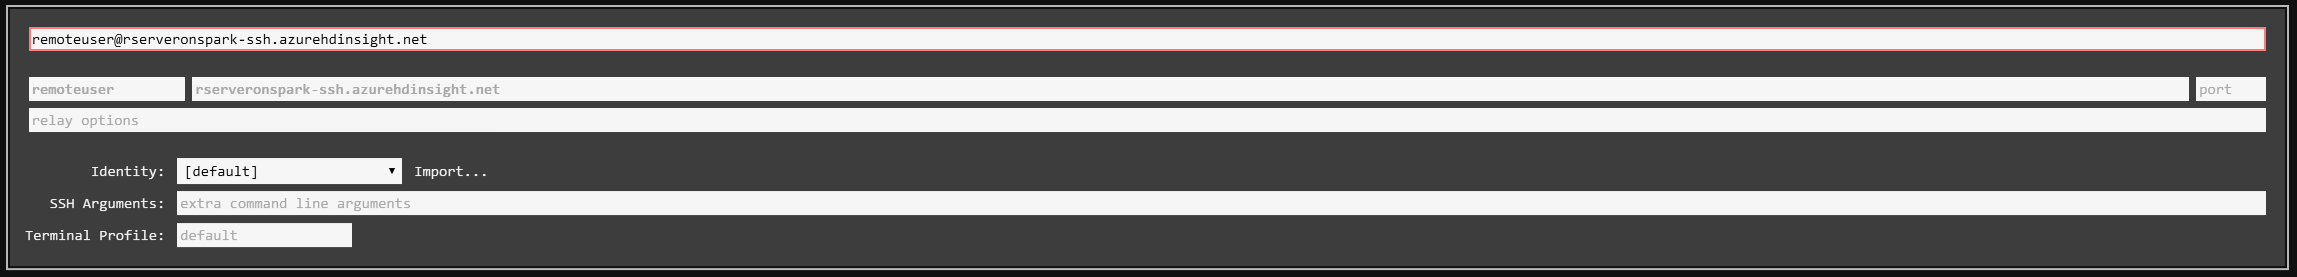 remoteuser@rserveronspark-ssh.azurehdinsight.net
remoteuser rserveronspark-ssh.azurehdinsight.net port
relay options
Identity: [default] Import...
SSH Arguments: extra command line arguments
Terminal Profile: default